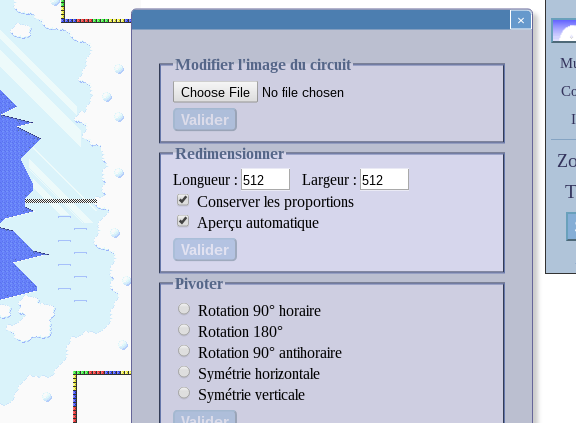 ×
Modifier l'image du circuit
Choose File No file chosen
Valider
Redimensionner
Longueur : 512 Largeur : 512
Conserver les proportions
Aperçu automatique
Valider
Pivoter
Rotation 90° horaire
Rotation 180°
Rotation 90° antihoraire
Symétrie horizontale
Symétrie verticale
Valider
Mu
Co
I
Zo
T